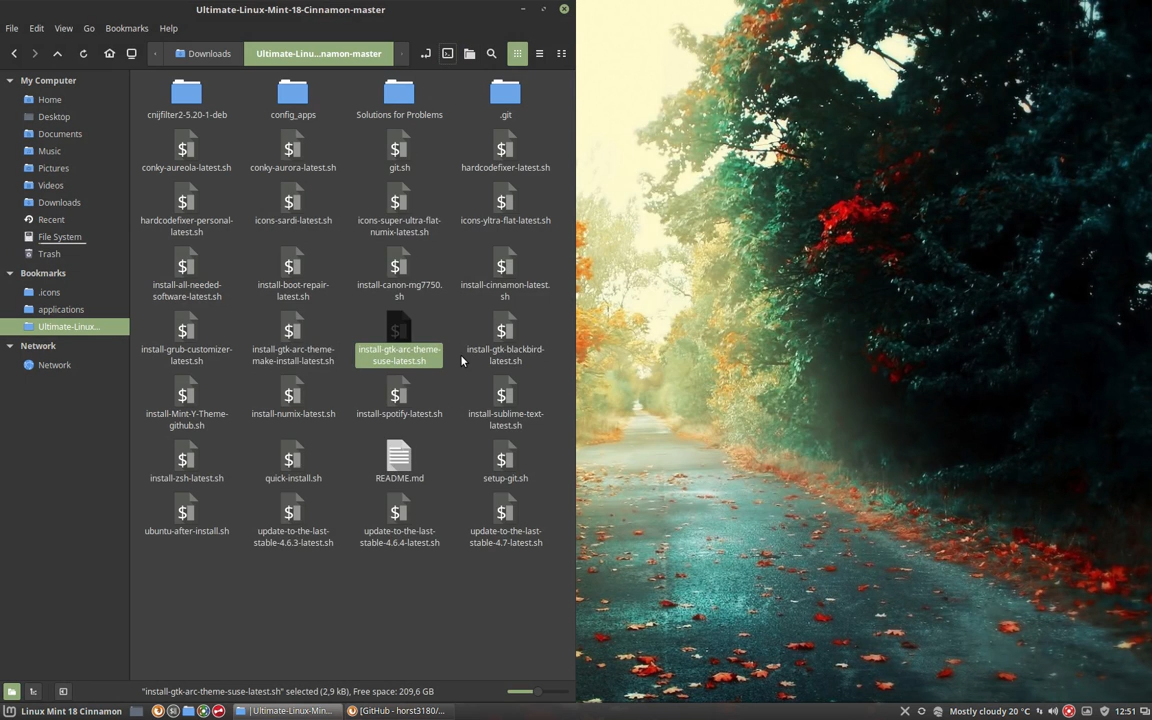 Ultimate-Linux-Mint-18-Cinnamon-master
File Edit View Go Bookmarks Help
Downloads Ultimate-Linu...namon-master
My Computer
Home
Desktop
Documents
Music
Pictures
Videos
Downloads
Recent
File System
Trash
Bookmarks
.icons
applications
Ultimate-Linux...
Network
Network
cnijfilter2-5.20-1-deb
config_apps
Solutions for Problems
.git
conky-aureola-latest.sh
conky-aurora-latest.sh
git.sh
hardcodefixer-latest.sh
hardcodefixer-personal-
latest.sh
icons-sardi-latest.sh
icons-super-ultra-flat-
numix-latest.sh
icons-yltra-flat-latest.sh
install-all-needed-
software-latest.sh
install-boot-repair-
latest.sh
install-canon-mg7750.
sh
install-cinnamon-latest.
sh
install-grub-customizer-
latest.sh
install-gtk-arc-theme-
make-install-latest.sh
install-gtk-arc-theme-
suse-latest.sh
install-gtk-blackbird-
latest.sh
install-Mint-Y-Theme-
github.sh
install-numix-latest.sh
install-spotify-latest.sh
install-sublime-text-
latest.sh
install-zsh-latest.sh
quick-install.sh
README.md
setup-git.sh
ubuntu-after-install.sh
update-to-the-last-
stable-4.6.3-latest.sh
update-to-the-last-
stable-4.6.4-latest.sh
update-to-the-last-
stable-4.7-latest.sh
"install-gtk-arc-theme-suse-latest.sh" selected (2,9 kB), Free space: 209,6 GB
Linux Mint 18 Cinnamon
[Ultimate-Linux-Min...
[GitHub - horst3180/...
Mostly cloudy 20 °C
12:51